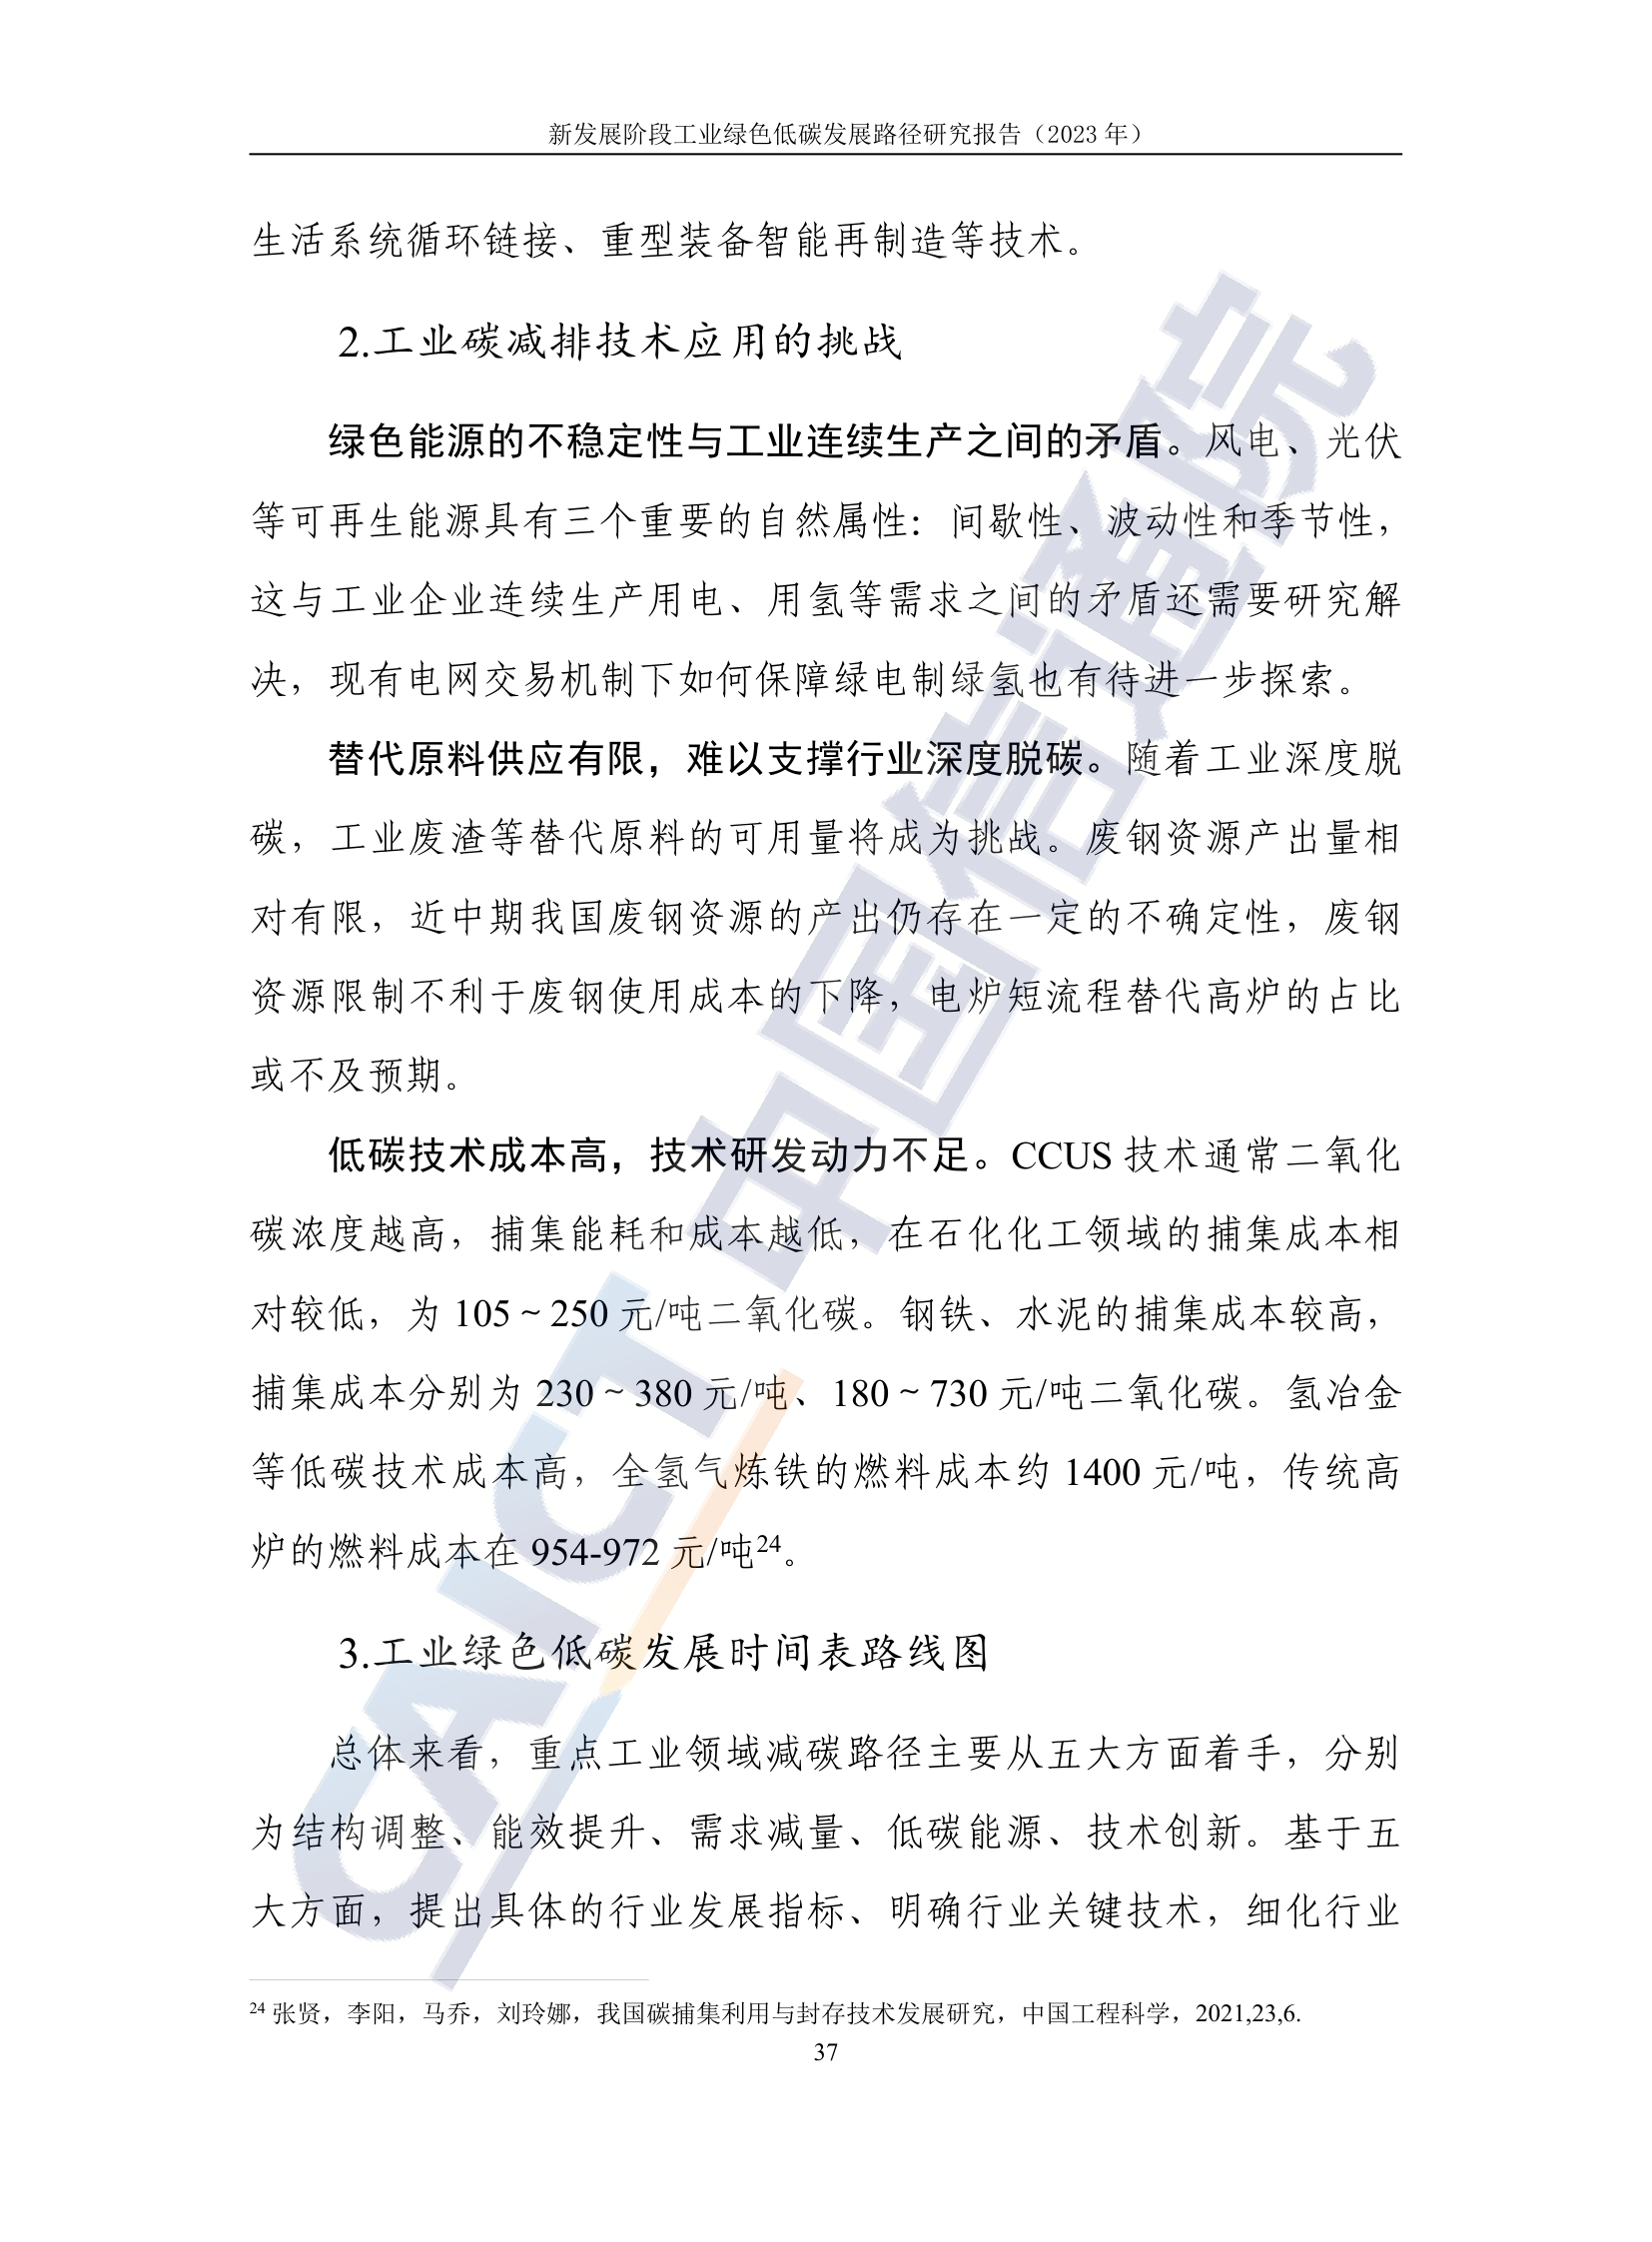 新发展阶段工业绿色低碳发展路径研究报告（2023 年）
生活系统循环链接、重型装备智能再制造等技术。
2.工业碳减排技术应用的挑战
绿色能源的不稳定性与工业连续生产之间的矛盾。风电、光伏
等可再生能源具有三个重要的自然属性：间歇性、波动性和季节性，
这与工业企业连续生产用电、用氢等需求之间的矛盾还需要研究解
决，现有电网交易机制下如何保障绿电制绿氢也有待进一步探索。
替代原料供应有限，难以支撑行业深度脱碳。随着工业深度脱
碳，工业废渣等替代原料的可用量将成为挑战。废钢资源产出量相
对有限，近中期我国废钢资源的产出仍存在一定的不确定性，废钢
资源限制不利于废钢使用成本的下降，电炉短流程替代高炉的占比
或不及预期。
低碳技术成本高，技术研发动力不足。CCUS 技术通常二氧化
碳浓度越高，捕集能耗和成本越低，在石化化工领域的捕集成本相
对较低，为 105～250 元/吨二氧化碳。钢铁、水泥的捕集成本较高，
捕集成本分别为 230～380 元/吨、180～730 元/吨二氧化碳。氢冶金
等低碳技术成本高，全氢气炼铁的燃料成本约 1400 元/吨，传统高
炉的燃料成本在 954-972 元/吨24。
3.工业绿色低碳发展时间表路线图
总体来看，重点工业领域减碳路径主要从五大方面着手，分别
为结构调整、能效提升、需求减量、低碳能源、技术创新。基于五
大方面，提出具体的行业发展指标、明确行业关键技术，细化行业
24 张贤，李阳，马乔，刘玲娜，我国碳捕集利用与封存技术发展研究，中国工程科学，2021,23,6.
37
CAICT 中国信通院